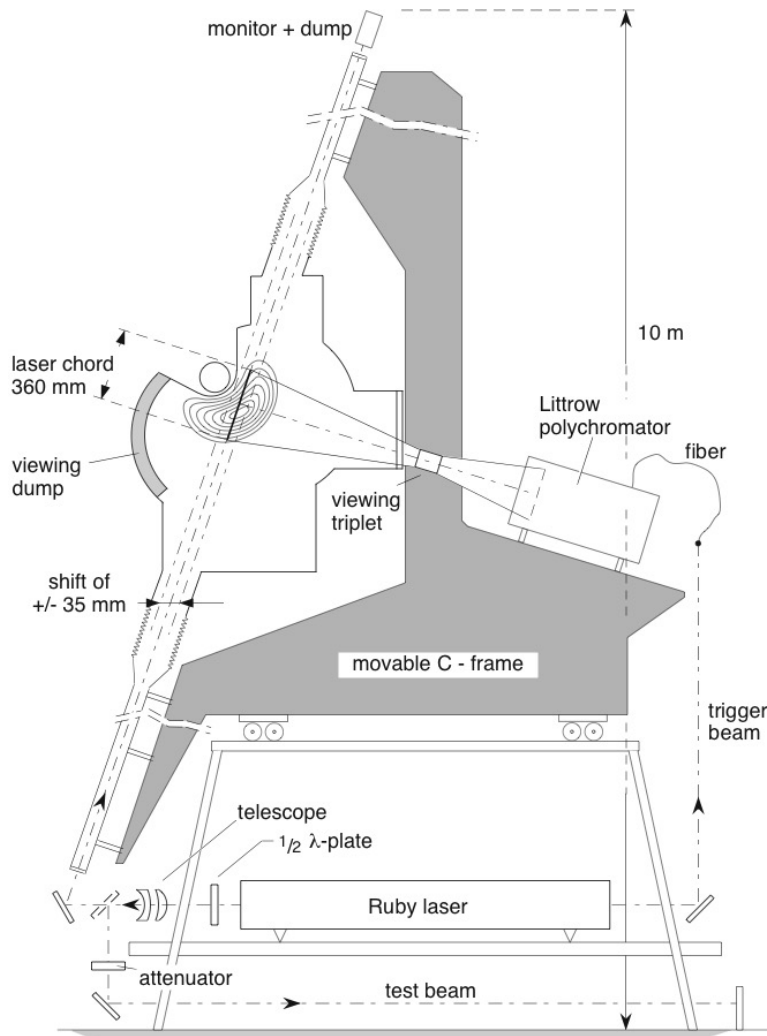 monitor + dump
10 m
laser chord
360 mm
Littrow
polychromator
fiber
viewing
dump
viewing
triplet
shift of
+/- 35 mm
movable C - frame
trigger
beam
telescope
1/2 λ-plate
Ruby laser
attenuator
test beam